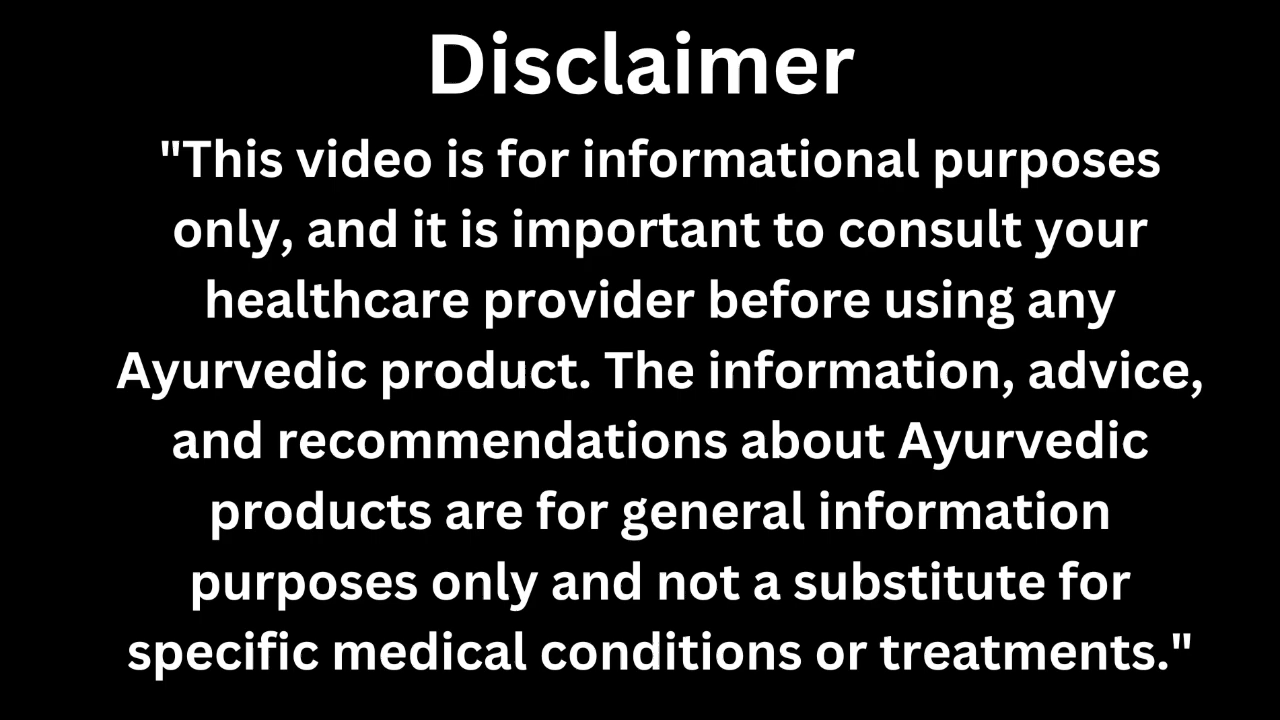 Disclaimer
"This video is for informational purposes
only, and it is important to consult your
healthcare provider before using any
Ayurvedic product. The information, advice,
and recommendations about Ayurvedic
products are for general information
purposes only and not a substitute for
specific medical conditions or treatments."